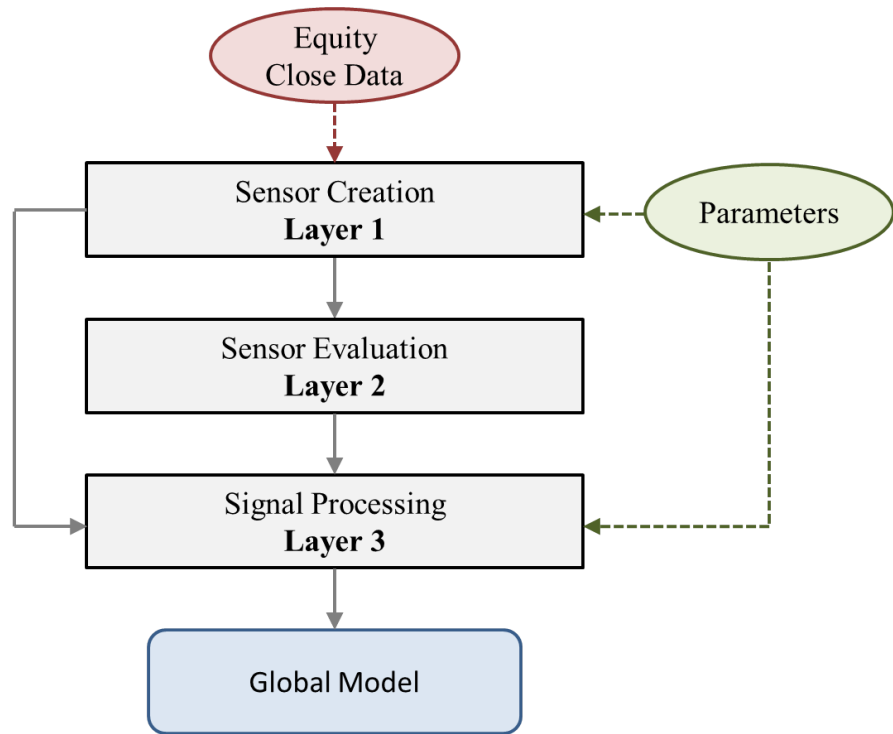 Equity
Close Data
Sensor Creation
Layer 1
Parameters
Sensor Evaluation
Layer 2
Signal Processing
Layer 3
Global Model